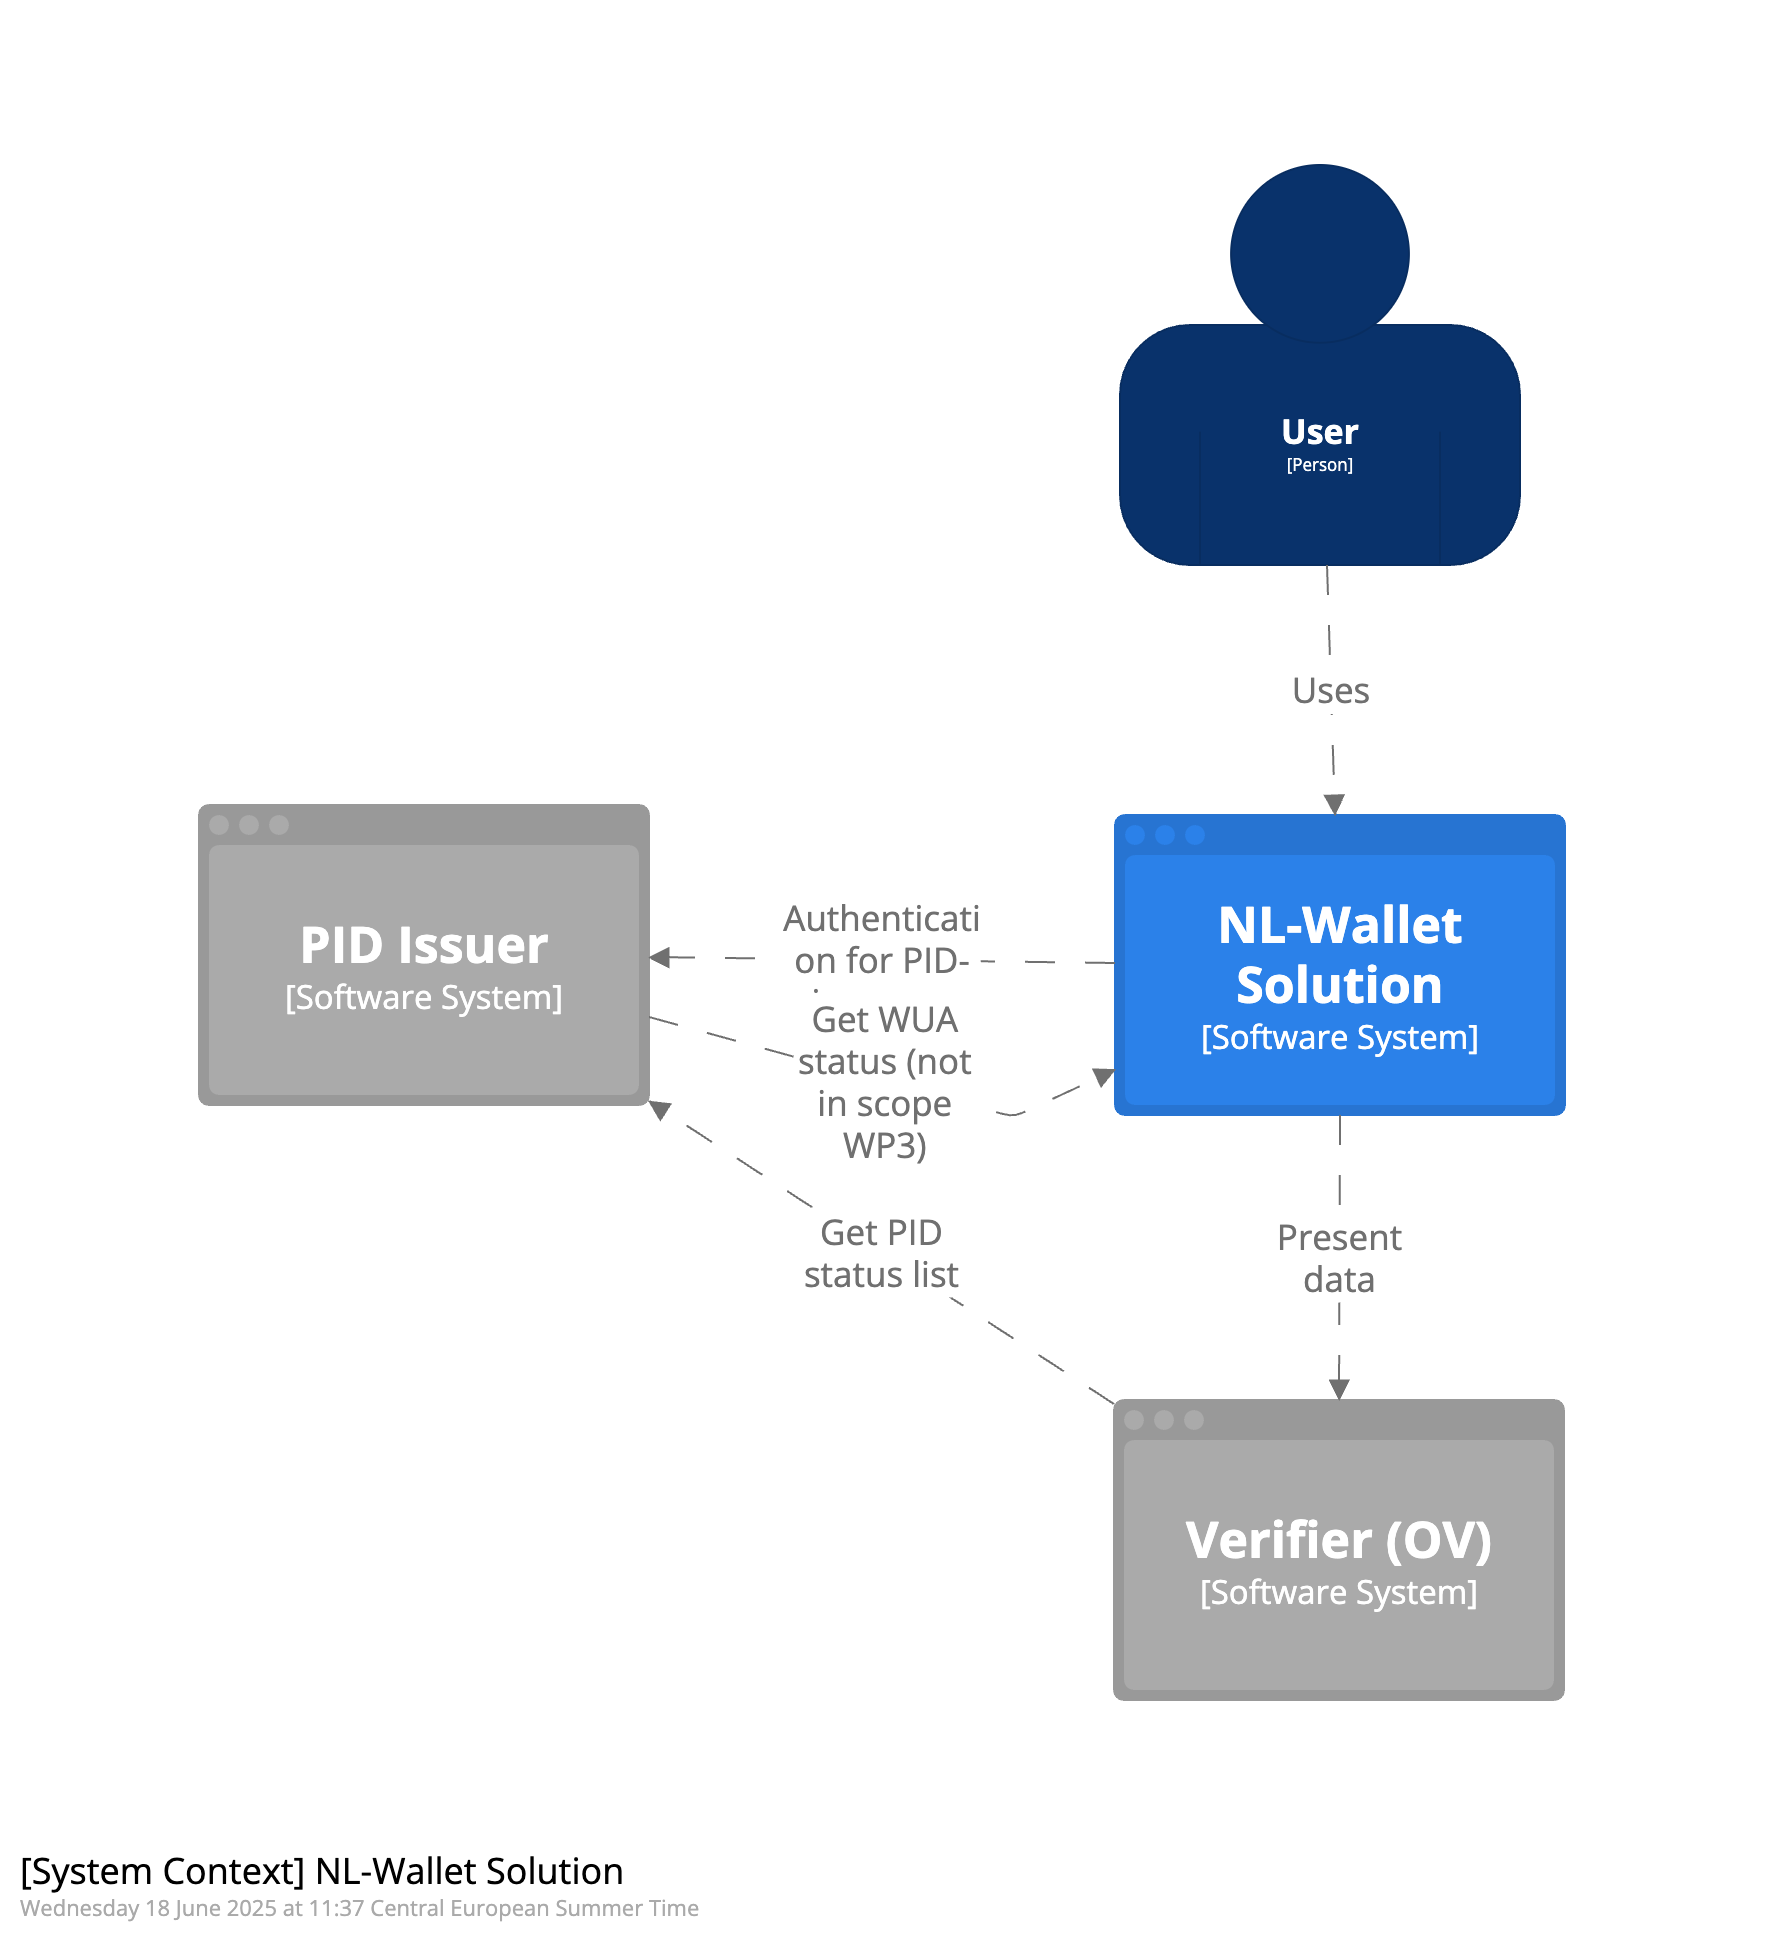 User
[Person]
Uses
PID Issuer
[Software System]
NL-Wallet
Solution
[Software System]
Authenticati
on for PID-
Get WUA
status (not
in scope
WP3)
Get PID
status list
Present
data
Verifier (OV)
[Software System]
[System Context] NL-Wallet Solution
Wednesday 18 June 2025 at 11:37 Central European Summer Time